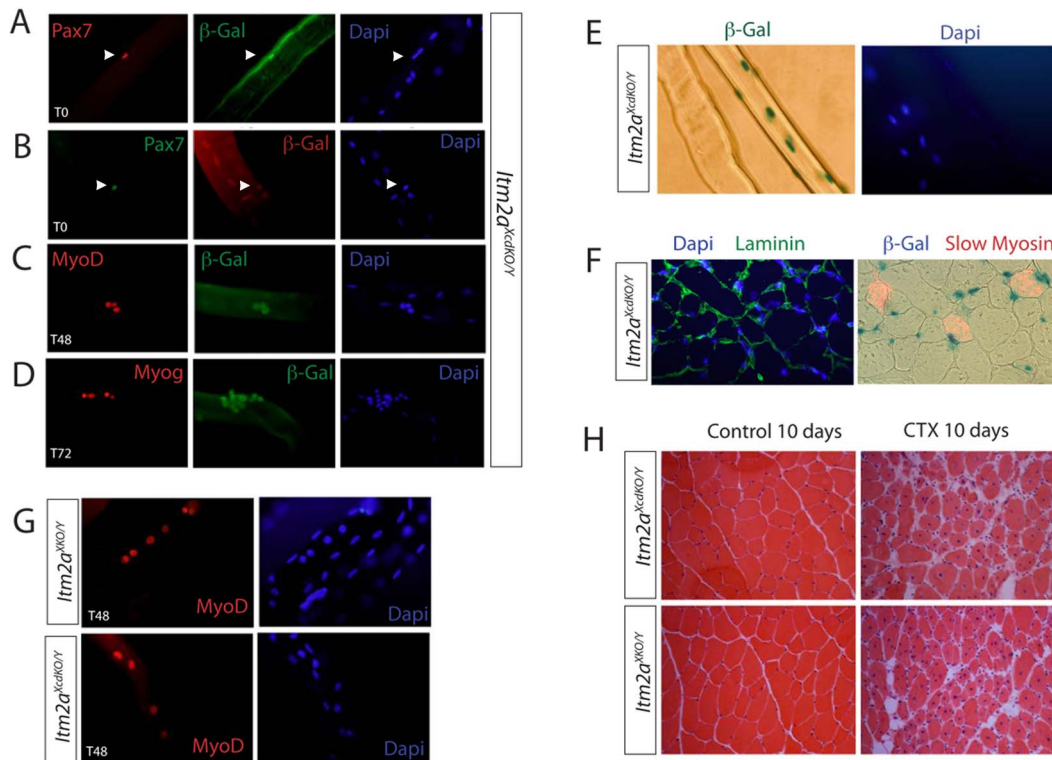 A
Pax7 β-Gal Dapi
T0
B
Pax7 β-Gal Dapi
T0
C
MyoD β-Gal Dapi
T48
D
Myog β-Gal Dapi
T72
Itm2aXcdKO/Y
G
Itm2aXKO/Y
T48 MyoD Dapi
Itm2aXcdKO/Y
T48 MyoD Dapi
E
β-Gal Dapi
Itm2aXcdKO/Y
F
Dapi Laminin β-Gal Slow Myosin
Itm2aXcdKO/Y
H
Control 10 days CTX 10 days
Itm2aXcdKO/Y
Itm2aXKO/Y